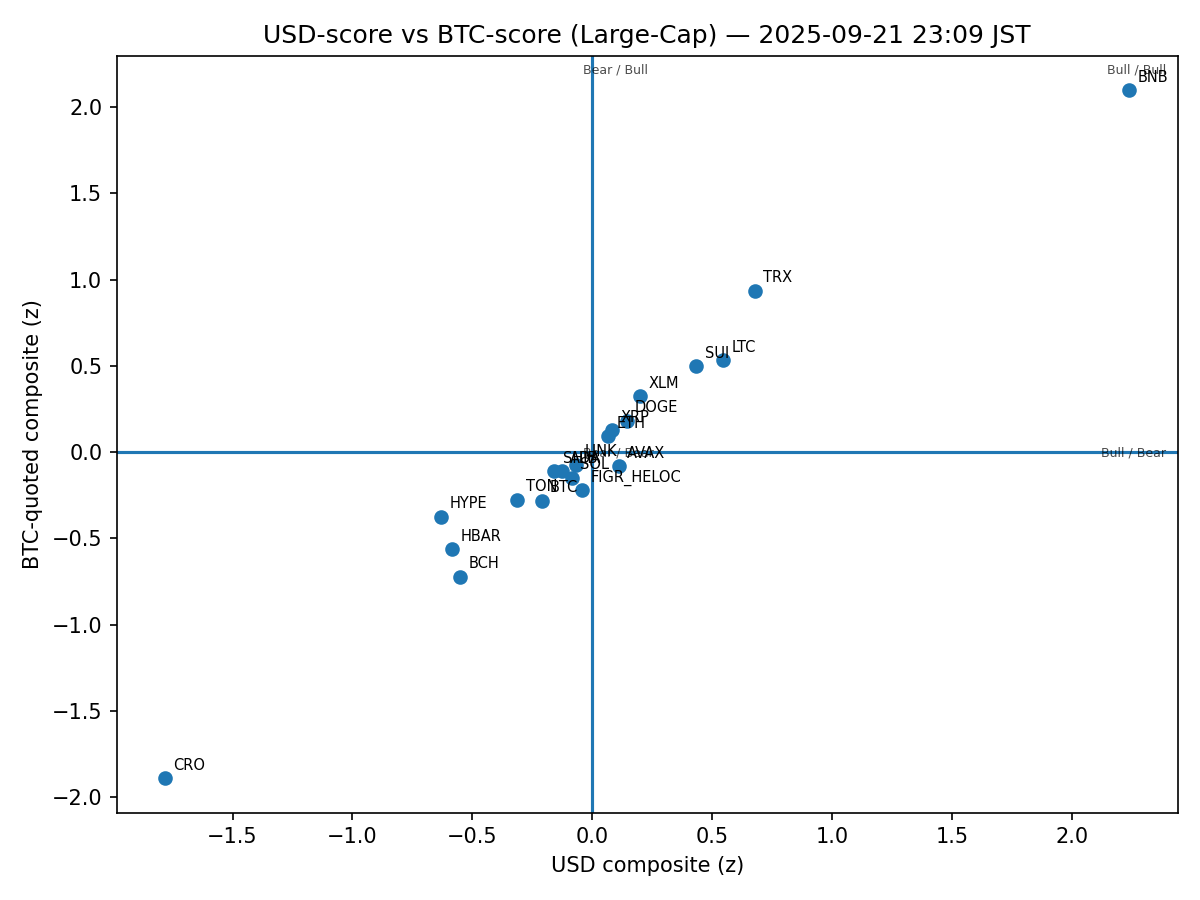 USD-score vs BTC-score (Large-Cap) — 2025-09-21 23:09 JST
Bear / Bull
Bull / Bull
BNB
TRX
LTC
SUI
XLM
DOGE
XRP
ETH
LINK
AVAX
Bull / Bear
SOL
FIGR_HELOC
TON
BTC
HYPE
HBAR
BCH
CRO
2.0
1.5
1.0
0.5
0.0
−0.5
−1.0
−1.5
−2.0
BTC-quoted composite (z)
−1.5
−1.0
−0.5
0.0
0.5
1.0
1.5
2.0
USD composite (z)